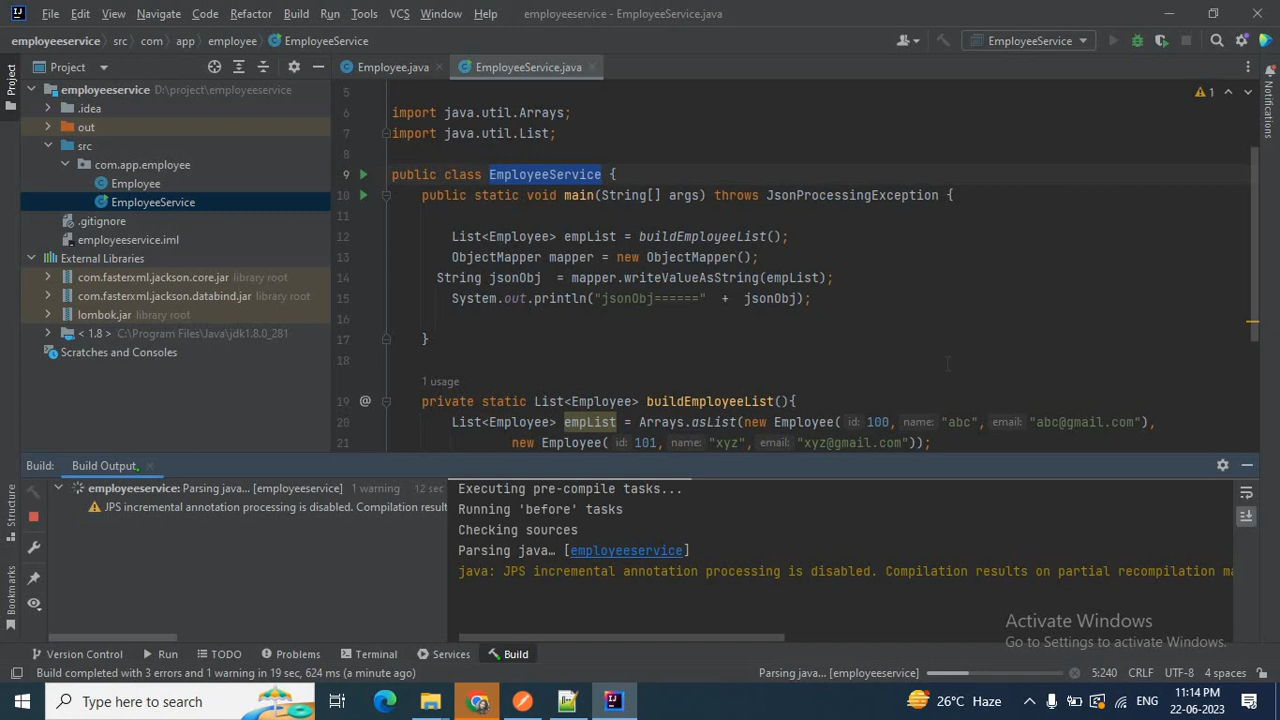 File Edit View Navigate Code Refactor Build Run Tools VCS Window Help employeeservice - EmployeeService.java
employeeservice src com app employee EmployeeService EmployeeService
Project Employee.java EmployeeService.java
Project
employeeservice D:\project\employeeservice
.idea
out
src
com.app.employee
Employee
EmployeeService
.gitignore
employeeservice.iml
External Libraries
com.fasterxml.jackson.core.jar library root
com.fasterxml.jackson.databind.jar library root
lombok.jar library root
< 1.8 > C:\Program Files\Java\jdk1.8.0_281
Scratches and Consoles
5
6 import java.util.Arrays;
7 import java.util.List;
8
9 public class EmployeeService {
10 public static void main(String[] args) throws JsonProcessingException {
11
12 List<Employee> empList = buildEmployeeList();
13 ObjectMapper mapper = new ObjectMapper();
14 String jsonObj = mapper.writeValueAsString(empList);
15 System.out.println("jsonObj======" + jsonObj);
16
17 }
18
1 usage
19 @ private static List<Employee> buildEmployeeList(){
20 List<Employee> empList = Arrays.asList(new Employee( id: 100, name: "abc", email: "abc@gmail.com"),
21 new Employee( id: 101, name: "xyz", email: "xyz@gmail.com"));
1
Notifications
Build: Build Output
employeeservice: Parsing java... [employeeservice] 1 warning 12 sec
JPS incremental annotation processing is disabled. Compilation result
Executing pre-compile tasks...
Running 'before' tasks
Checking sources
Parsing java… [employeeservice]
java: JPS incremental annotation processing is disabled. Compilation results on partial recompilation ma
Structure
Bookmarks
Activate Windows
Go to Settings to activate Windows.
Version Control Run TODO Problems Terminal Services Build
Build completed with 3 errors and 1 warning in 19 sec, 624 ms (a minute ago) Parsing java... [employeeservice] 5:240 CRLF UTF-8 4 spaces
Type here to search 26°C Haze ENG 11:14 PM
22-06-2023